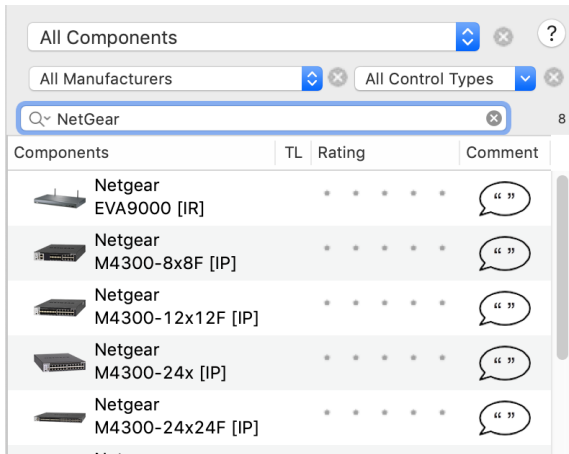 All Components
?
All Manufacturers
All Control Types
NetGear
8
Components TL Rating Comment
Netgear
EVA9000 [IR]
“ ”
Netgear
M4300-8x8F [IP]
“ ”
Netgear
M4300-12x12F [IP]
“ ”
Netgear
M4300-24x [IP]
“ ”
Netgear
M4300-24x24F [IP]
“ ”